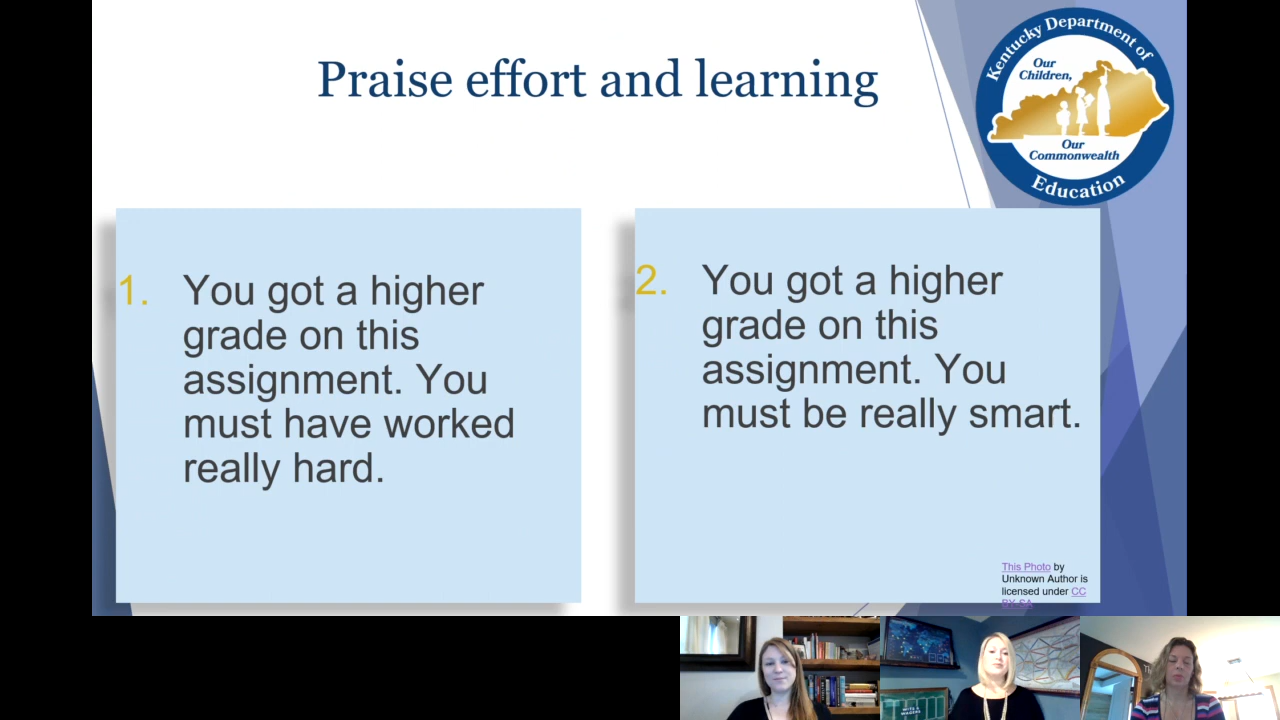 Praise effort and learning
Kentucky Department of
Education
Our
Children,
Our
Commonwealth
1. You got a higher
grade on this
assignment. You
must have worked
really hard.
2. You got a higher
grade on this
assignment. You
must be really smart.
This Photo by
Unknown Author is
licensed under CC
BY-SA